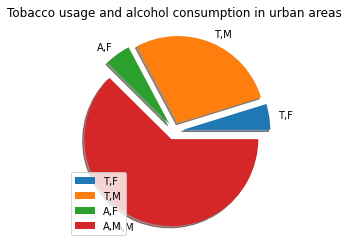 Tobacco usage and alcohol consumption in urban areas
T,M
A,F
T,F
T,F
T,M
A,F
A,M